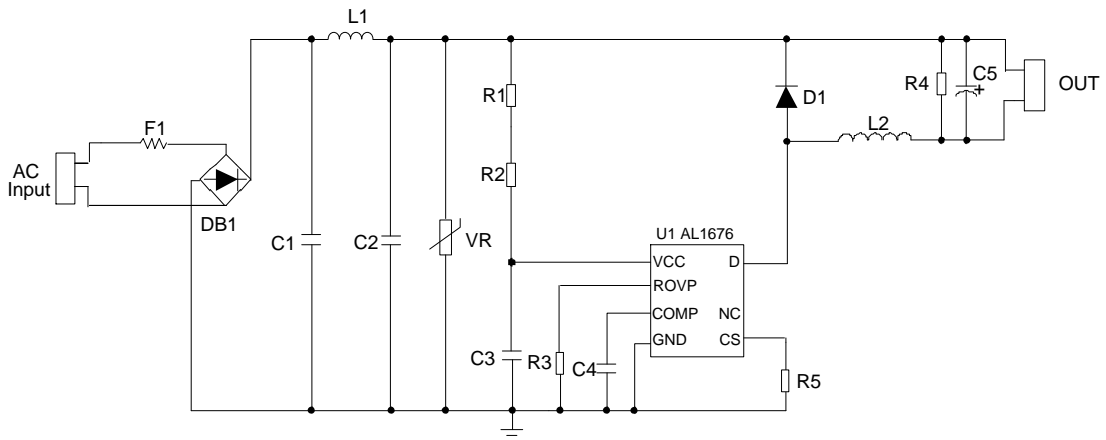 L1
R1
D1
R4
C5
OUT
F1
L2
AC
Input
R2
DB1
C1
C2
VR
U1 AL1676
VCC
D
ROVP
COMP
NC
GND
CS
C3
R3
C4
R5
+